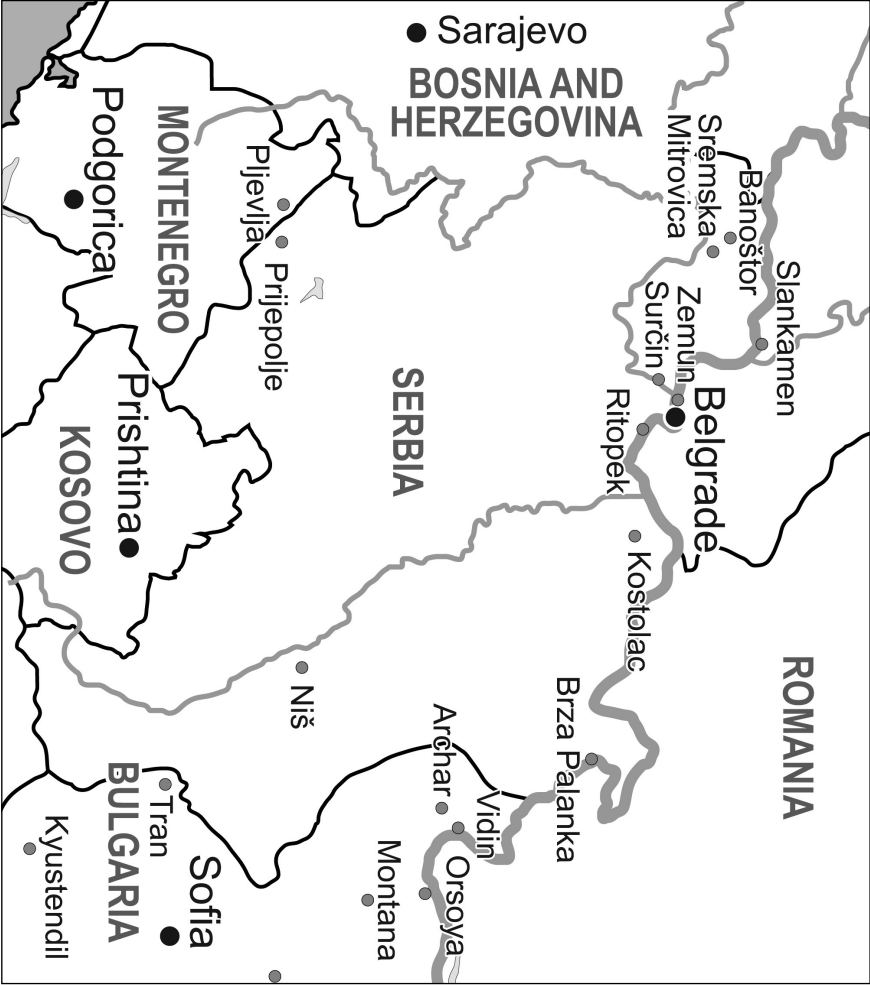 Sarajevo
BOSNIA AND
HERZEGOVINA
Sremska
Mitrovica
Banoštor
Slankamen
Zemun
Surčin
Belgrade
Ritopek
Kostolac
ROMANIA
MONTENEGRO
Podgorica
Pljevlja
Prijepolje
SERBIA
Prishtina
KOSOVO
Niš
Brza Palanka
Archar
Vidin
Orsoya
Montana
BULGARIA
Tran
Sofia
Kyustendil